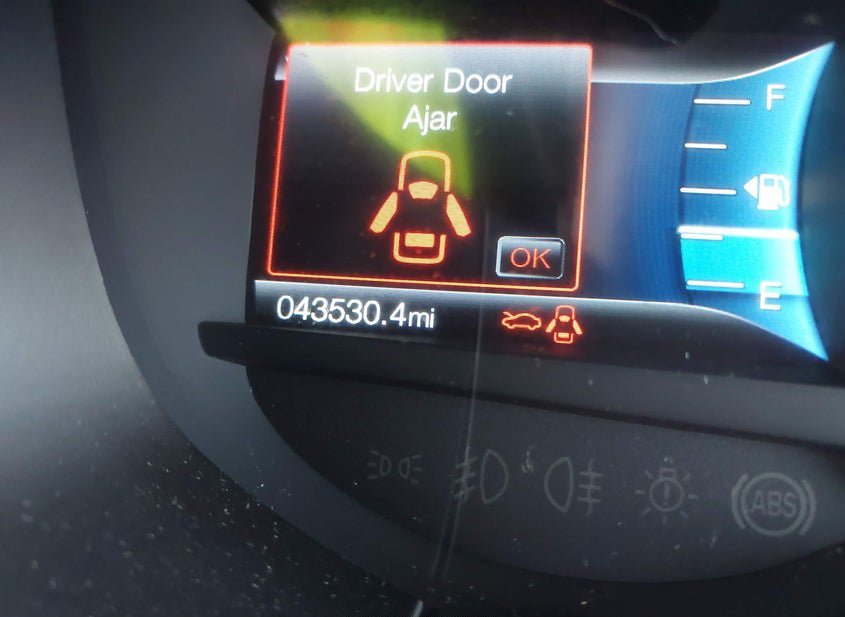 Driver Door
Ajar
OK
F
E
043530.4mi
ABS